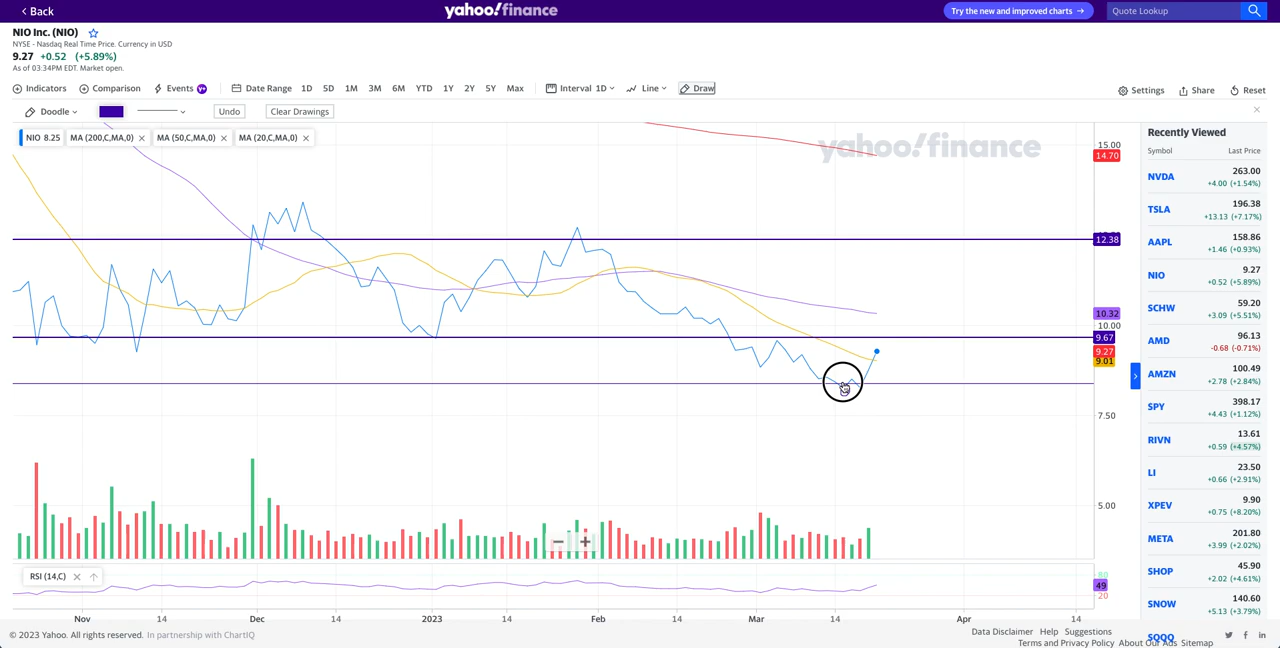 Back
yahoo!finance
Try the new and improved charts →
Quote Lookup
NIO Inc. (NIO)
NYSE - Nasdaq Real Time Price. Currency in USD
9.27 +0.52 (+5.89%)
As of 03:34PM EDT. Market open.
Indicators
Comparison
Events
Y+
Date Range 1D 5D 1M 3M 6M YTD 1Y 2Y 5Y Max
Interval 1D
Line
Draw
Settings
Share
Reset
Doodle
Undo
Clear Drawings
NIO 8.25
MA (200,C,MA,0)
MA (50,C,MA,0)
MA (20,C,MA,0)
yahoo!finance
15.00
14.70
12.38
10.32
10.00
9.67
9.27
9.01
7.50
5.00
RSI (14,C)
80
49
20
Nov 14 Dec 14 2023 14 Feb 14 Mar 14 Apr 14
Recently Viewed
Symbol Last Price
NVDA 263.00
+4.00 (+1.54%)
TSLA 196.38
+13.13 (+7.17%)
AAPL 158.86
+1.46 (+0.93%)
NIO 9.27
+0.52 (+5.89%)
SCHW 59.20
+3.09 (+5.51%)
AMD 96.13
-0.68 (-0.71%)
AMZN 100.49
+2.78 (+2.84%)
SPY 398.17
+4.43 (+1.12%)
RIVN 13.61
+0.59 (+4.57%)
LI 23.50
+0.66 (+2.91%)
XPEV 9.90
+0.75 (+8.20%)
META 201.80
+3.99 (+2.02%)
SHOP 45.90
+2.02 (+4.61%)
SNOW 140.60
+5.13 (+3.79%)
SQQQ
© 2023 Yahoo. All rights reserved. In partnership with ChartIQ
Data Disclaimer Help Suggestions
Terms and Privacy Policy About Our Ads Sitemap